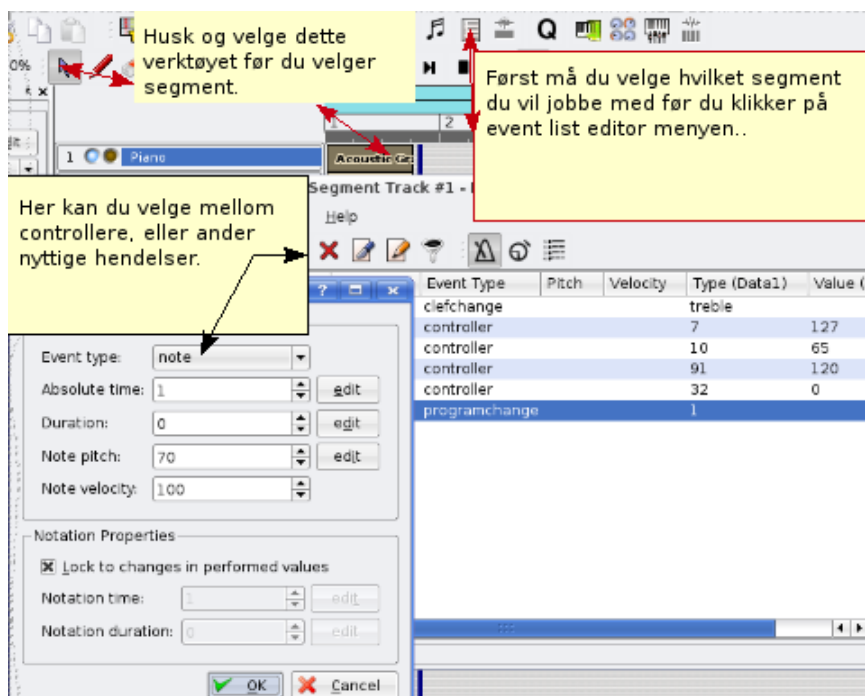 Husk og velge dette
verktøyet før du velger
segment.
Q
0%
Først må du velge hvilket segment
du vil jobbe med før du klikker på
event list editor menyen..
1
2
1 Piano
Acoustic Gr
Segment Track #1 -
Her kan du velge mellom
controllere, eller ander
nyttige hendelser.
Help
Event Type Pitch Velocity Type (Data1) Value (
clefchange treble
controller 7 127
controller 10 65
controller 91 120
controller 32 0
programchange 1
Event type: note
Absolute time: 1 edit
Duration: 0 edit
Note pitch: 70 edit
Note velocity: 100
Notation Properties
Lock to changes in performed values
Notation time: 1 edit
Notation duration: 0 edit
OK Cancel